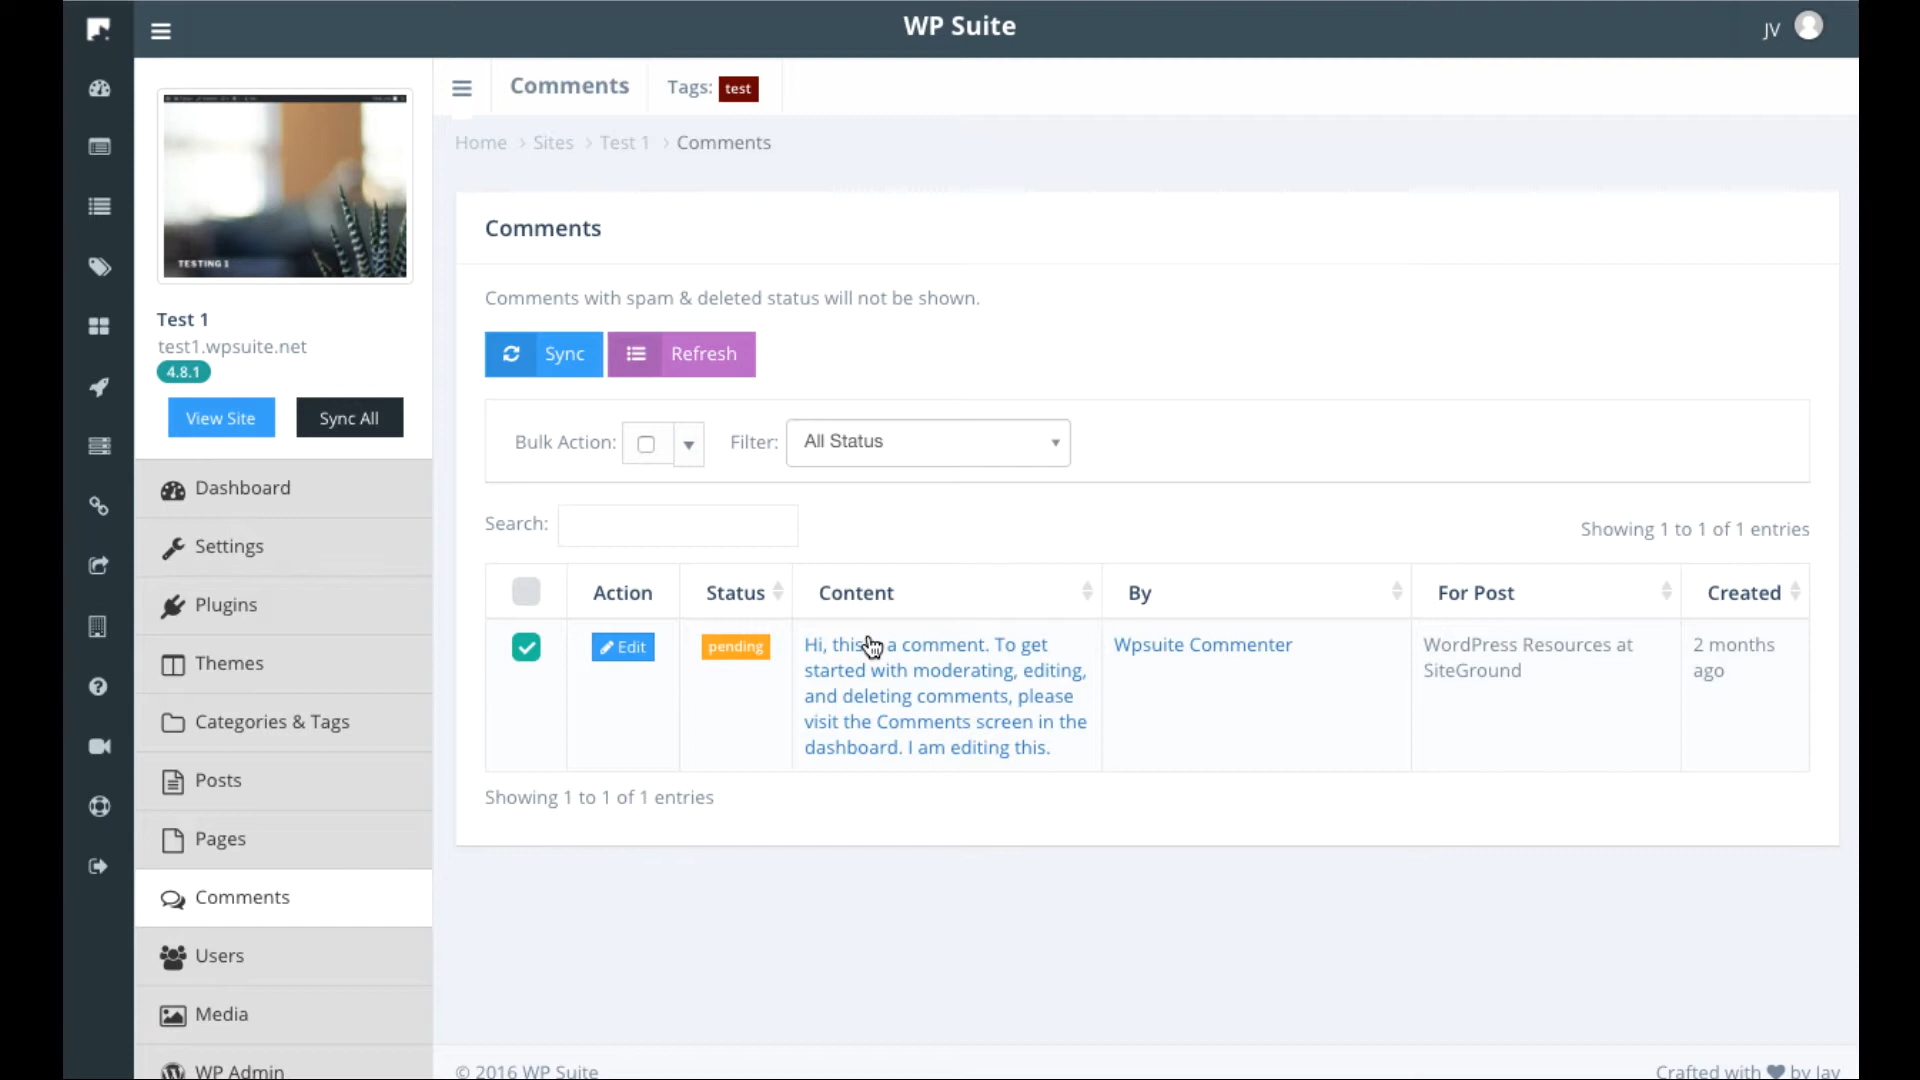 WP Suite
JV
Comments
Tags: test
Home > Sites > Test 1 > Comments
TESTING 1
Test 1
test1.wpsuite.net
4.8.1
View Site
Sync All
Dashboard
Settings
Plugins
Themes
Categories & Tags
Posts
Pages
Comments
Users
Media
WP Admin
Comments
Comments with spam & deleted status will not be shown.
Sync
Refresh
Bulk Action:
Filter: All Status
Search:
Showing 1 to 1 of 1 entries
Action Status Content By For Post Created
Edit
pending
Hi, this a comment. To get
started with moderating, editing,
and deleting comments, please
visit the Comments screen in the
dashboard. I am editing this.
Wpsuite Commenter
WordPress Resources at
SiteGround
2 months
ago
Showing 1 to 1 of 1 entries
© 2016 WP Suite
Crafted with ♥ by Jay